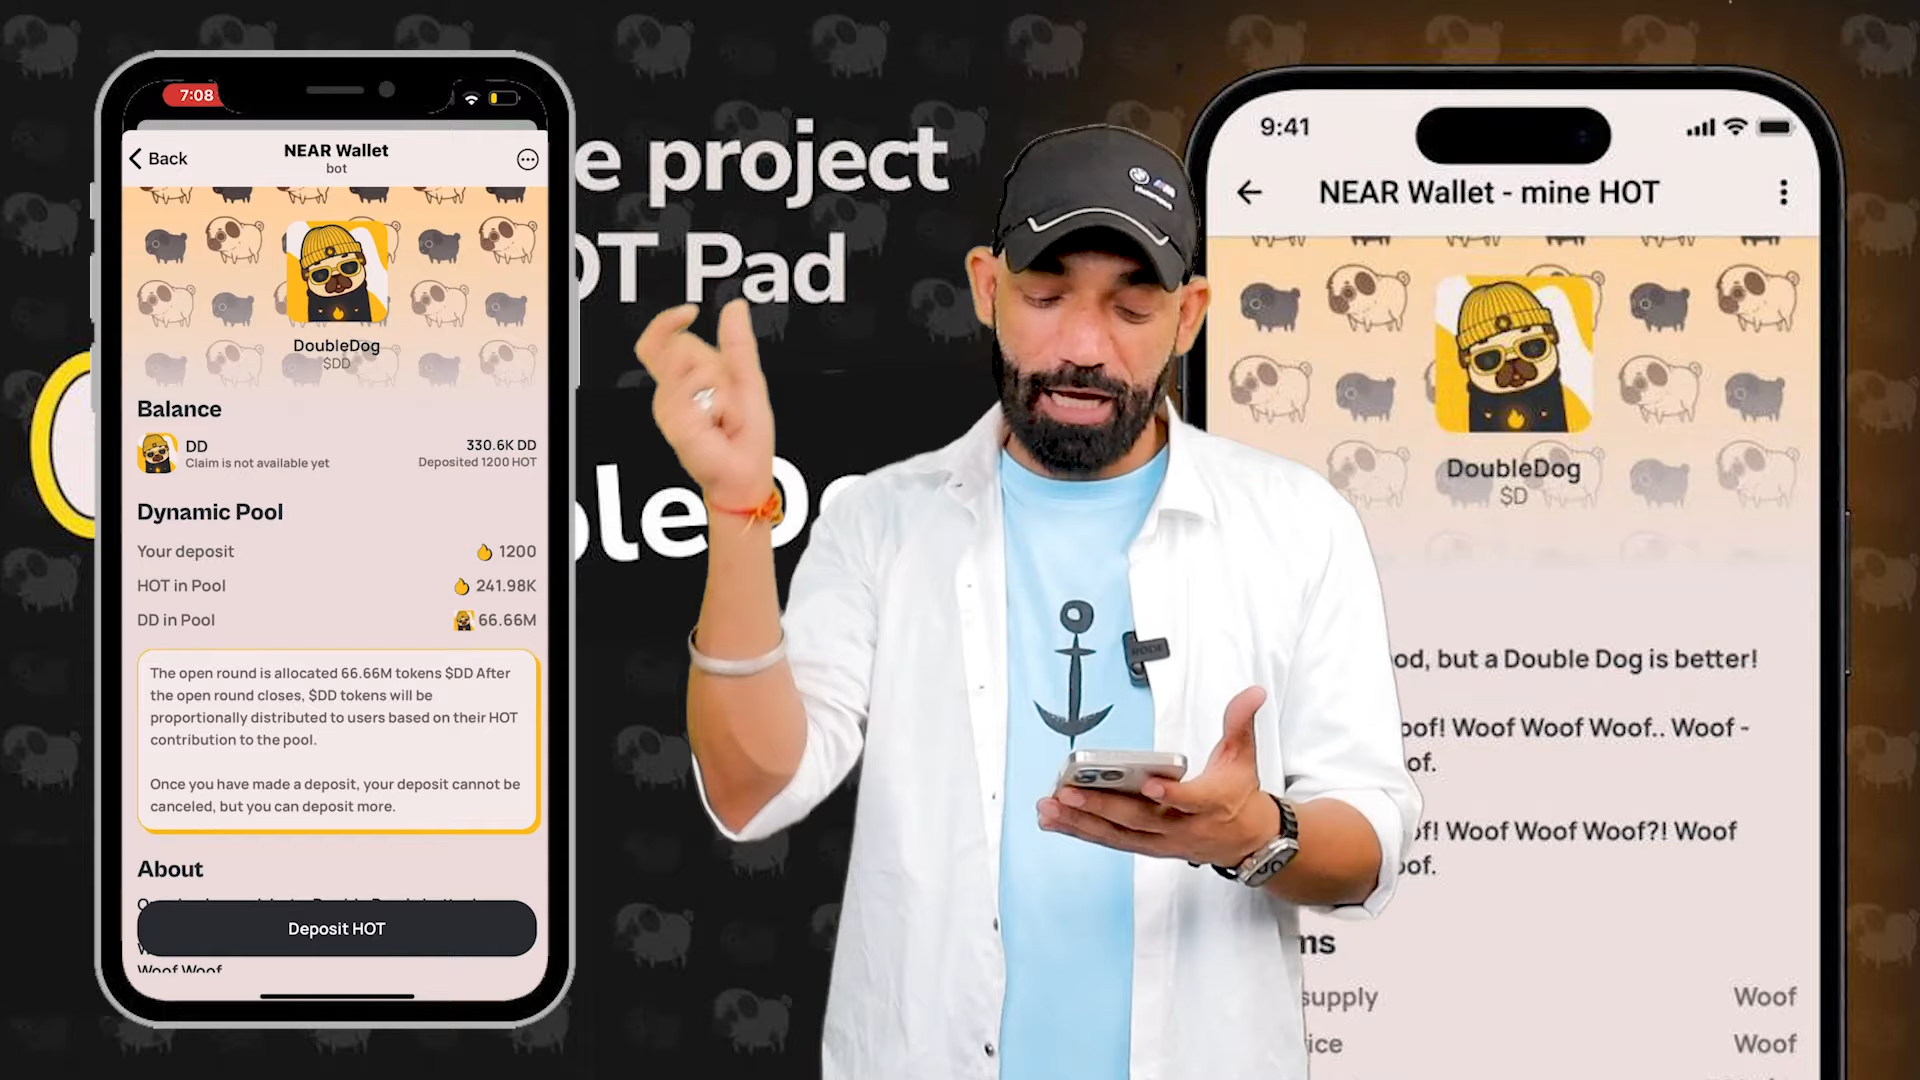 7:08
Back
NEAR Wallet
bot
DoubleDog
$DD
Balance
DD
330.6K DD
Claim is not available yet
Deposited 1200 HOT
Dynamic Pool
Your deposit
1200
HOT in Pool
241.98K
DD in Pool
66.66M
The open round is allocated 66.66M tokens $DD After
the open round closes, $DD tokens will be
proportionally distributed to users based on their HOT
contribution to the pool.
Once you have made a deposit, your deposit cannot be
canceled, but you can deposit more.
About
Deposit HOT
Woof Woof
e project
OT Pad
ble Do
RODE
9:41
NEAR Wallet - mine HOT
DoubleDog
$D
od, but a Double Dog is better!
oof! Woof Woof Woof.. Woof -
of.
of! Woof Woof Woof?! Woof
oof.
ms
supply
Woof
ice
Woof